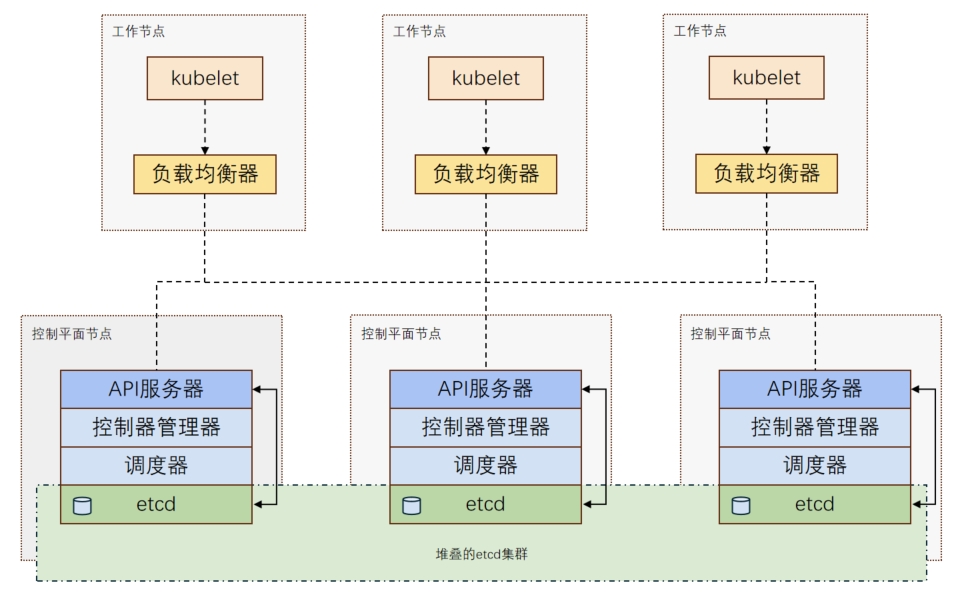 工作节点
工作节点
工作节点
kubelet
kubelet
kubelet
负载均衡器
负载均衡器
负载均衡器
控制平面节点
控制平面节点
控制平面节点
API服务器
API服务器
API服务器
控制器管理器
控制器管理器
控制器管理器
调度器
调度器
调度器
etcd
etcd
etcd
堆叠的etcd集群